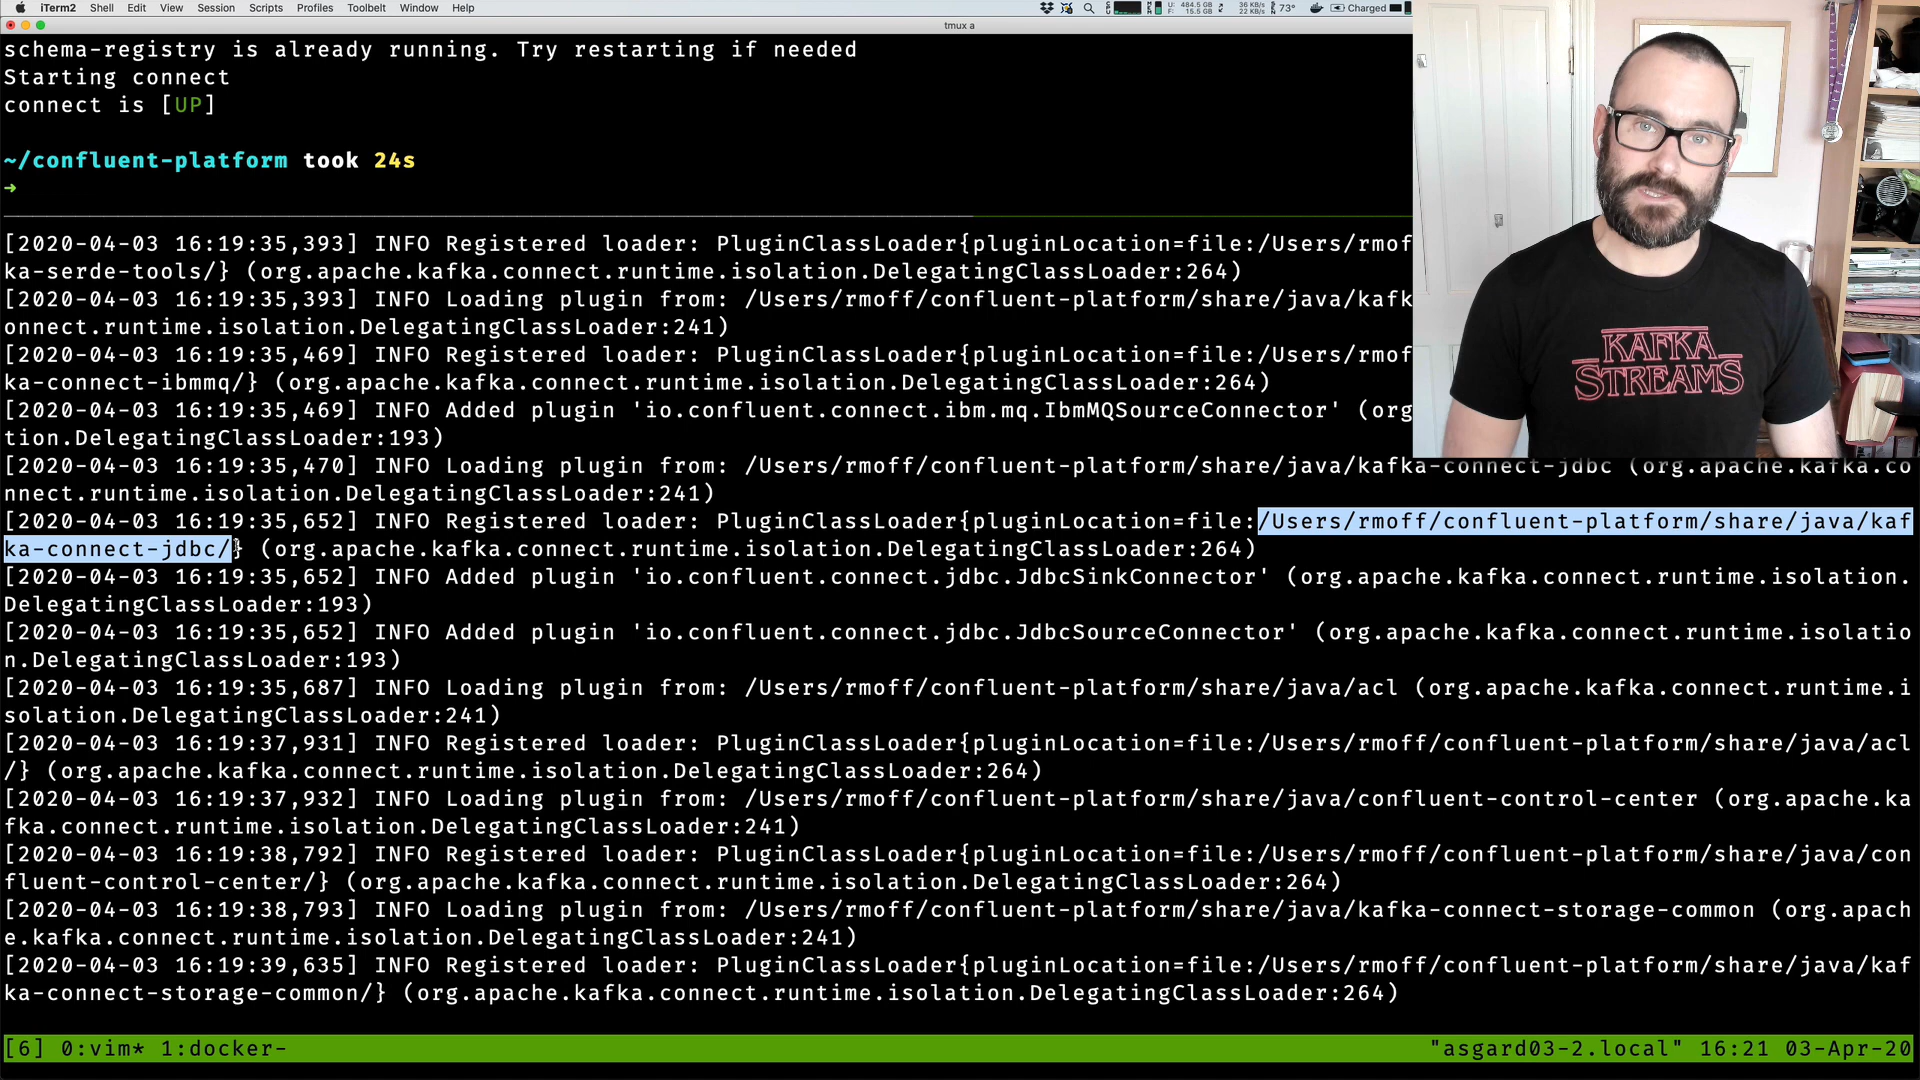 iTerm2 Shell Edit View Session Scripts Profiles Toolbelt Window Help 73° Charged
tmux a
schema-registry is already running. Try restarting if needed
Starting connect
connect is [UP]
~/confluent-platform took 24s
➜
[2020-04-03 16:19:35,393] INFO Registered loader: PluginClassLoader{pluginLocation=file:/Users/rmof
ka-serde-tools/} (org.apache.kafka.connect.runtime.isolation.DelegatingClassLoader:264)
[2020-04-03 16:19:35,393] INFO Loading plugin from: /Users/rmoff/confluent-platform/share/java/kafk
onnect.runtime.isolation.DelegatingClassLoader:241)
[2020-04-03 16:19:35,469] INFO Registered loader: PluginClassLoader{pluginLocation=file:/Users/rmof
ka-connect-ibmmq/} (org.apache.kafka.connect.runtime.isolation.DelegatingClassLoader:264)
[2020-04-03 16:19:35,469] INFO Added plugin 'io.confluent.connect.ibm.mq.IbmMQSourceConnector' (org
tion.DelegatingClassLoader:193)
[2020-04-03 16:19:35,470] INFO Loading plugin from: /Users/rmoff/confluent-platform/share/java/kafka-connect-jdbc (org.apache.kafka.co
nnect.runtime.isolation.DelegatingClassLoader:241)
[2020-04-03 16:19:35,652] INFO Registered loader: PluginClassLoader{pluginLocation=file:/Users/rmoff/confluent-platform/share/java/kaf
ka-connect-jdbc/} (org.apache.kafka.connect.runtime.isolation.DelegatingClassLoader:264)
[2020-04-03 16:19:35,652] INFO Added plugin 'io.confluent.connect.jdbc.JdbcSinkConnector' (org.apache.kafka.connect.runtime.isolation.
DelegatingClassLoader:193)
[2020-04-03 16:19:35,652] INFO Added plugin 'io.confluent.connect.jdbc.JdbcSourceConnector' (org.apache.kafka.connect.runtime.isolatio
n.DelegatingClassLoader:193)
[2020-04-03 16:19:35,687] INFO Loading plugin from: /Users/rmoff/confluent-platform/share/java/acl (org.apache.kafka.connect.runtime.i
solation.DelegatingClassLoader:241)
[2020-04-03 16:19:37,931] INFO Registered loader: PluginClassLoader{pluginLocation=file:/Users/rmoff/confluent-platform/share/java/acl
/} (org.apache.kafka.connect.runtime.isolation.DelegatingClassLoader:264)
[2020-04-03 16:19:37,932] INFO Loading plugin from: /Users/rmoff/confluent-platform/share/java/confluent-control-center (org.apache.ka
fka.connect.runtime.isolation.DelegatingClassLoader:241)
[2020-04-03 16:19:38,792] INFO Registered loader: PluginClassLoader{pluginLocation=file:/Users/rmoff/confluent-platform/share/java/con
fluent-control-center/} (org.apache.kafka.connect.runtime.isolation.DelegatingClassLoader:264)
[2020-04-03 16:19:38,793] INFO Loading plugin from: /Users/rmoff/confluent-platform/share/java/kafka-connect-storage-common (org.apach
e.kafka.connect.runtime.isolation.DelegatingClassLoader:241)
[2020-04-03 16:19:39,635] INFO Registered loader: PluginClassLoader{pluginLocation=file:/Users/rmoff/confluent-platform/share/java/kaf
ka-connect-storage-common/} (org.apache.kafka.connect.runtime.isolation.DelegatingClassLoader:264)
[6] 0:vim* 1:docker- "asgard03-2.local" 16:21 03-Apr-20
KAFKA
STREAMS